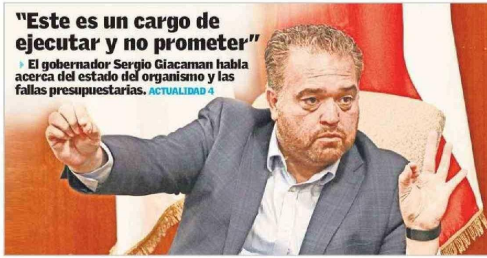 "Este es un cargo de
ejecutar y no prometer"
El gobernador Sergio Giacaman habla
acerca del estado del organismo y las
fallas presupuestarias. ACTUALIDAD 4